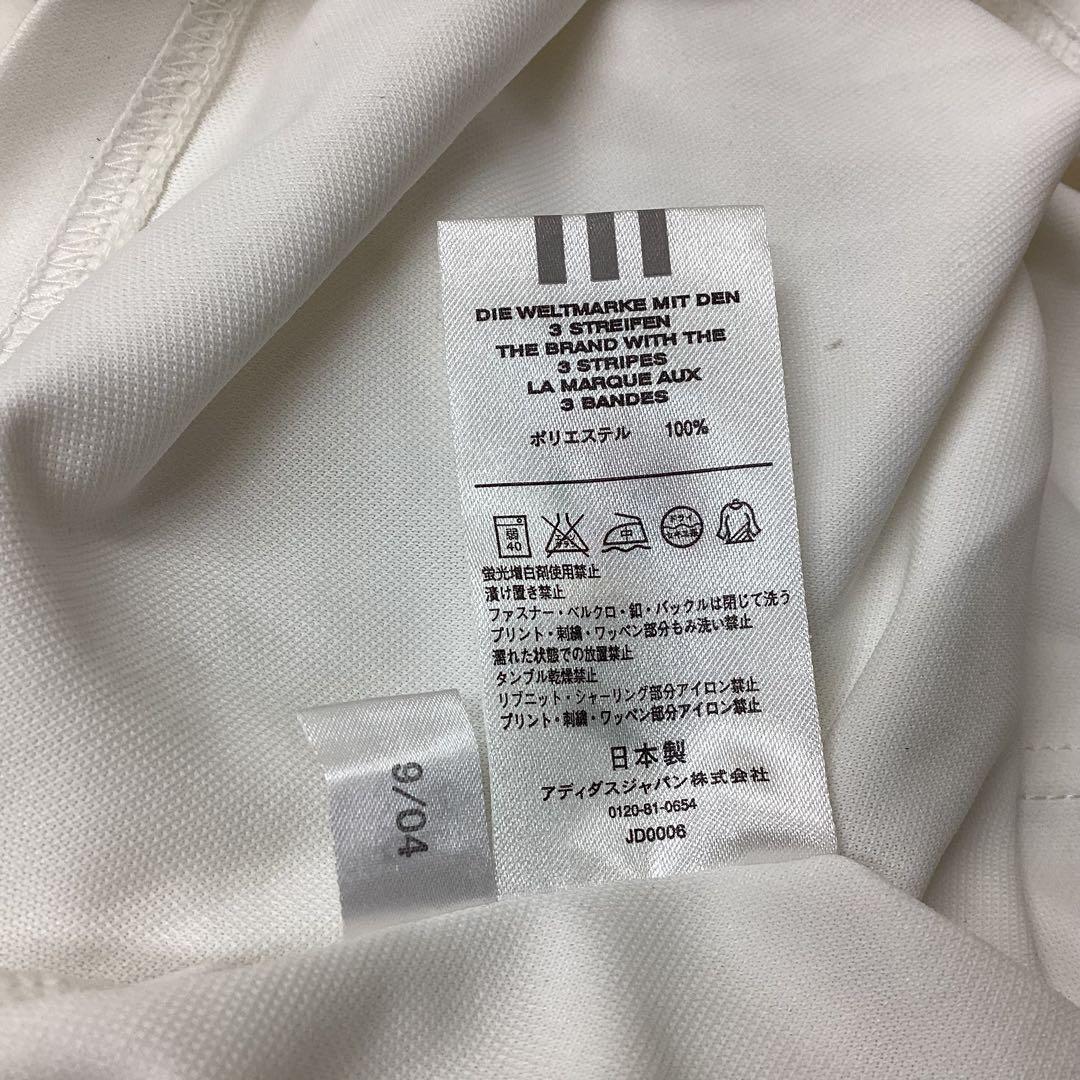 DIE WELTMARKE MIT DEN
3 STREIFEN
THE BRAND WITH THE
3 STRIPES
LA MARQUE AUX
3 BANDES
ポリエステル 100%
弱
40
中
ドライ
蛍光増白剤使用禁止
漬け置き禁止
ファスナー・ベルクロ・釦・バックルは閉じて洗う
プリント・刺繍・ワッペン部分もみ洗い禁止
濡れた状態での放置禁止
タンブル乾燥禁止
リブニット・シャーリング部分アイロン禁止
プリント・刺繍・ワッペン部分アイロン禁止
日本製
アディダスジャパン株式会社
0120-81-0654
JD0006
9/04